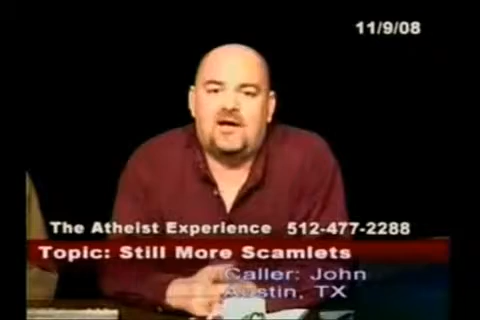 11/9/08
The Atheist Experience 512-477-2288
Topic: Still More Scamlets
Caller: John
Austin, TX